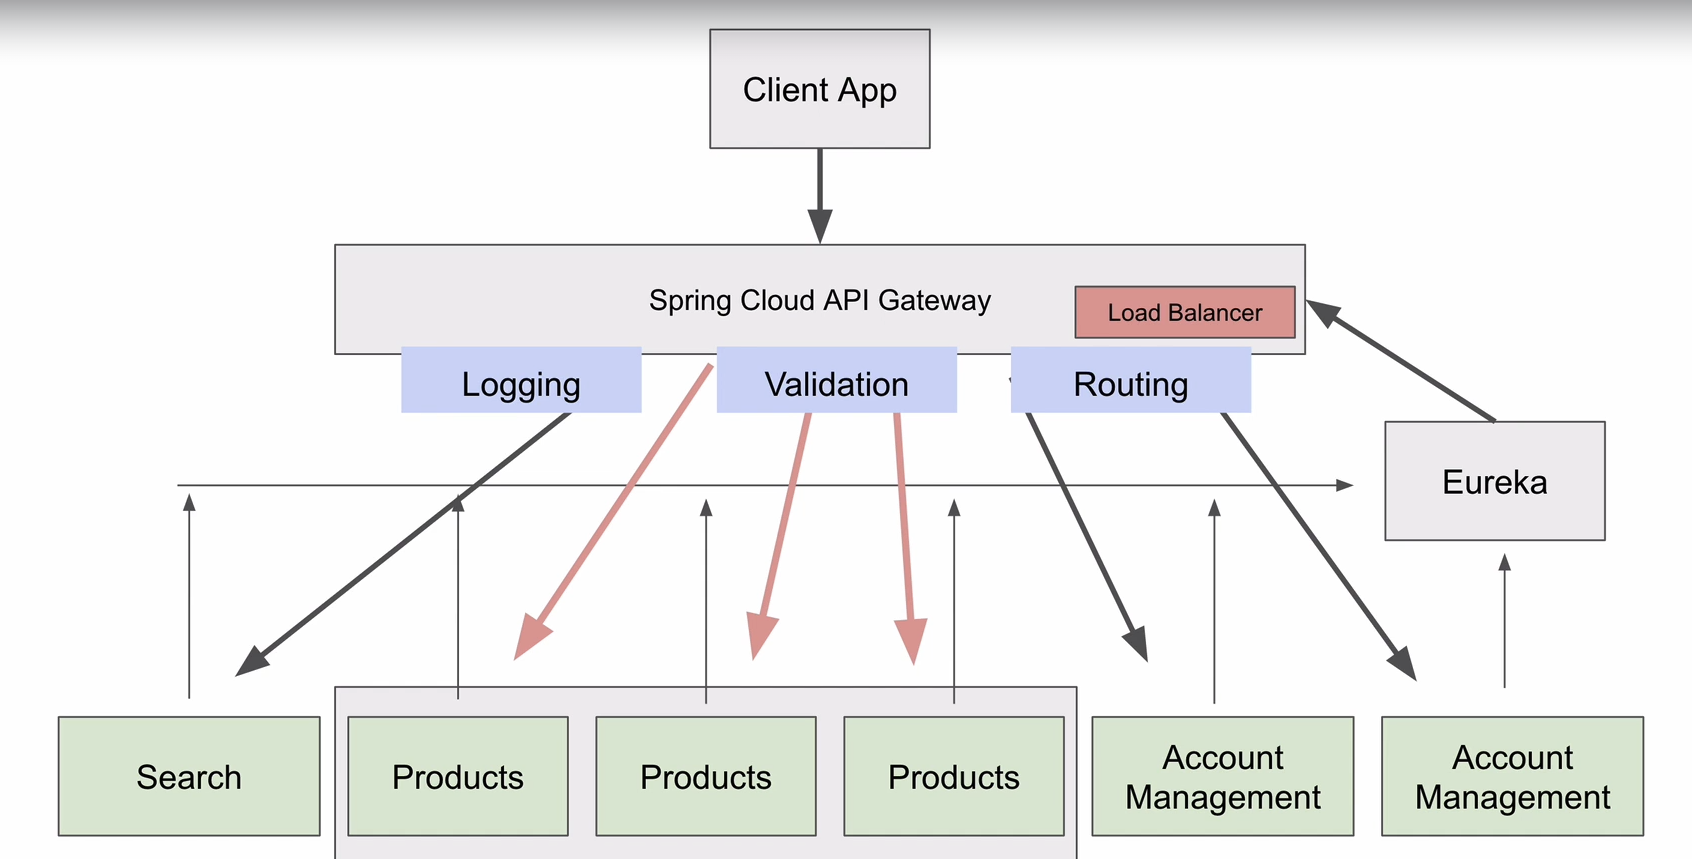 Client App
Spring Cloud API Gateway
Load Balancer
Logging
Validation
Routing
Eureka
Search
Products
Products
Products
Account
Management
Account
Management